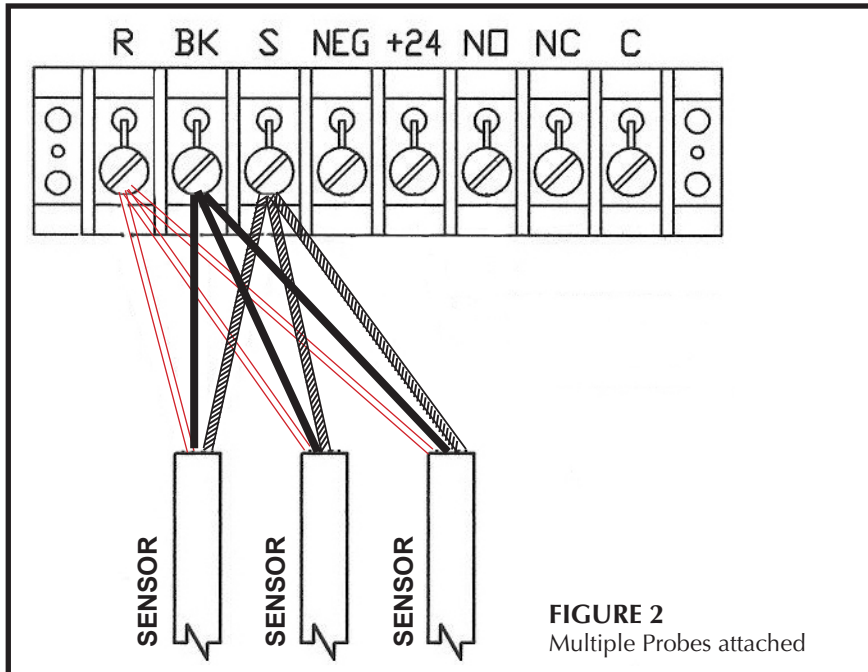 R BK S NEG +24 NO NC C
SENSOR
SENSOR
SENSOR
FIGURE 2
Multiple Probes attached